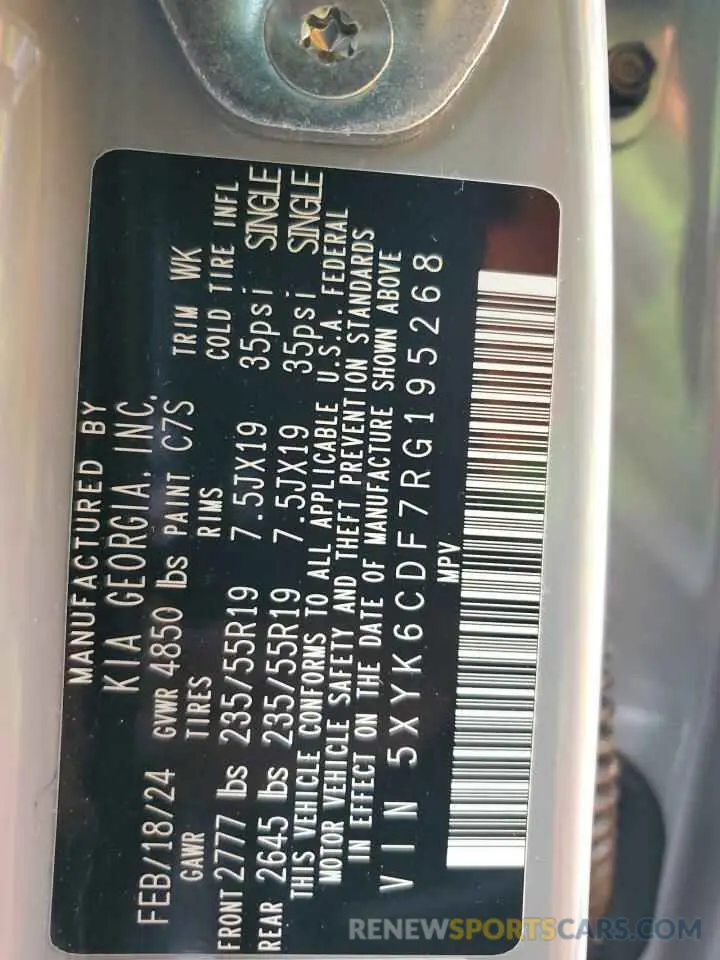 MANUFACTURED BY
KIA GEORGIA, INC.
FEB/18/24 GVWR 4850 lbs PAINT C7S TRIM WK
GAWR TIRES RIMS COLD TIRE INFL
FRONT 2777 lbs 235/55R19 7.5JX19 35psi SINGLE
REAR 2645 lbs 235/55R19 7.5JX19 35psi SINGLE
THIS VEHICLE CONFORMS TO ALL APPLICABLE U.S.A. FEDERAL
MOTOR VEHICLE SAFETY AND THEFT PREVENTION STANDARDS
IN EFFECT ON THE DATE OF MANUFACTURE SHOWN ABOVE
VIN 5XYK6CDF7RG195268
MPV
RENEWSPORTSCARS.COM